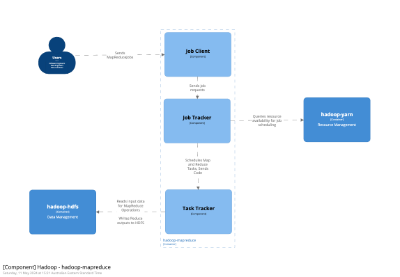 Users
Sends
MapReduce jobs
Job Client
[Component]
Sends job
requests
Job Tracker
[Component]
Queries resource
availability for job
scheduling
hadoop-yarn
[Container]
Resource Management
Schedules Map
and Reduce
Tasks, Sends
Code
hadoop-hdfs
[Container]
Data Management
Reads input data
for MapReduce
Operations
Writes Reduce
outputs to HDFS
Task Tracker
[Component]
hadoop-mapreduce
[Container]
[Component] Hadoop - hadoop-mapreduce